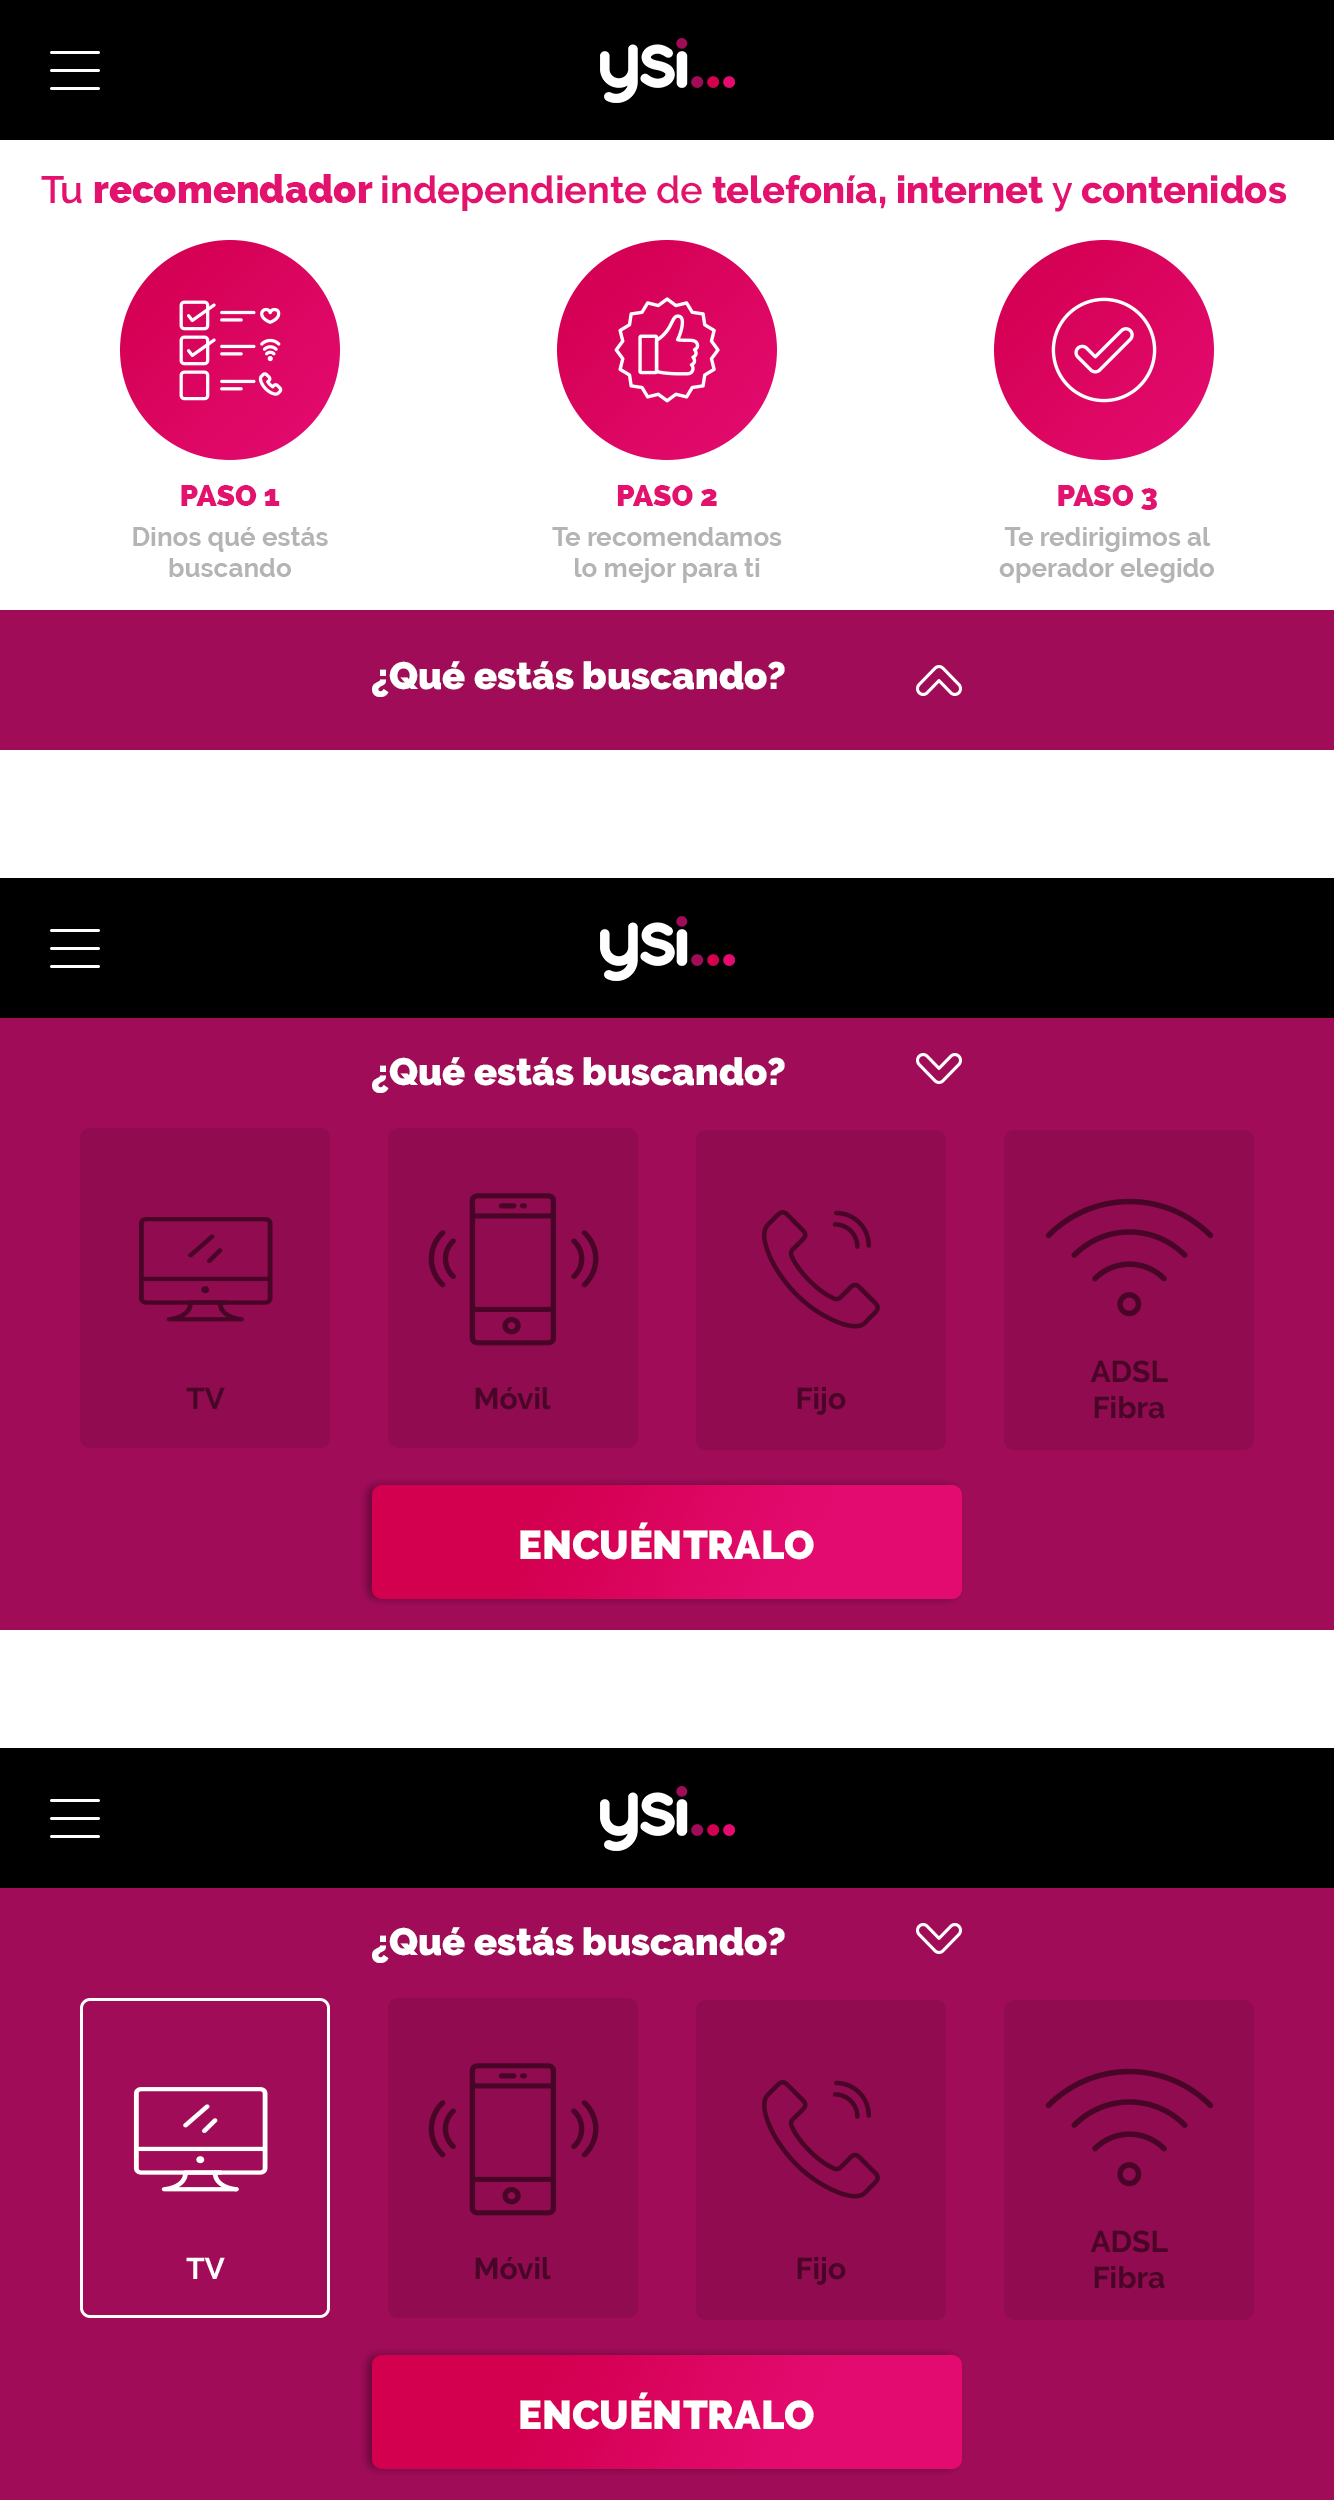 ysi...
Tu recomendador independiente de telefonía, internet y contenidos
PASO 1
Dinos qué estás
buscando
PASO 2
Te recomendamos
lo mejor para ti
PASO 3
Te redirigimos al
operador elegido
¿Qué estás buscando?
ysi...
¿Qué estás buscando?
TV
Móvil
Fijo
ADSL
Fibra
ENCUÉNTRALO
ysi...
¿Qué estás buscando?
TV
Móvil
Fijo
ADSL
Fibra
ENCUÉNTRALO